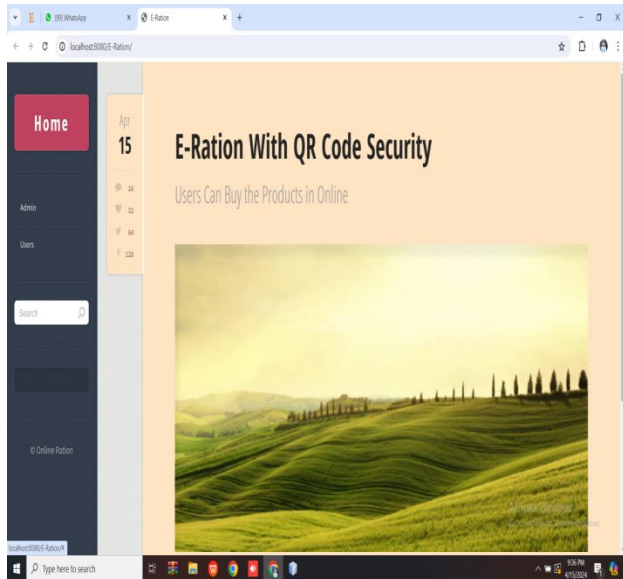 (99) WhatsApp
E-Ration
localhost:8080/E-Ration/
Home
Admin
Users
Search
© Online Ration
Apr
15
16
32
64
128
E-Ration With QR Code Security
Users Can Buy the Products in Online
Activate Windows
localhost:8080/E-Ration/#
Type here to search
9:36 PM
4/15/2024